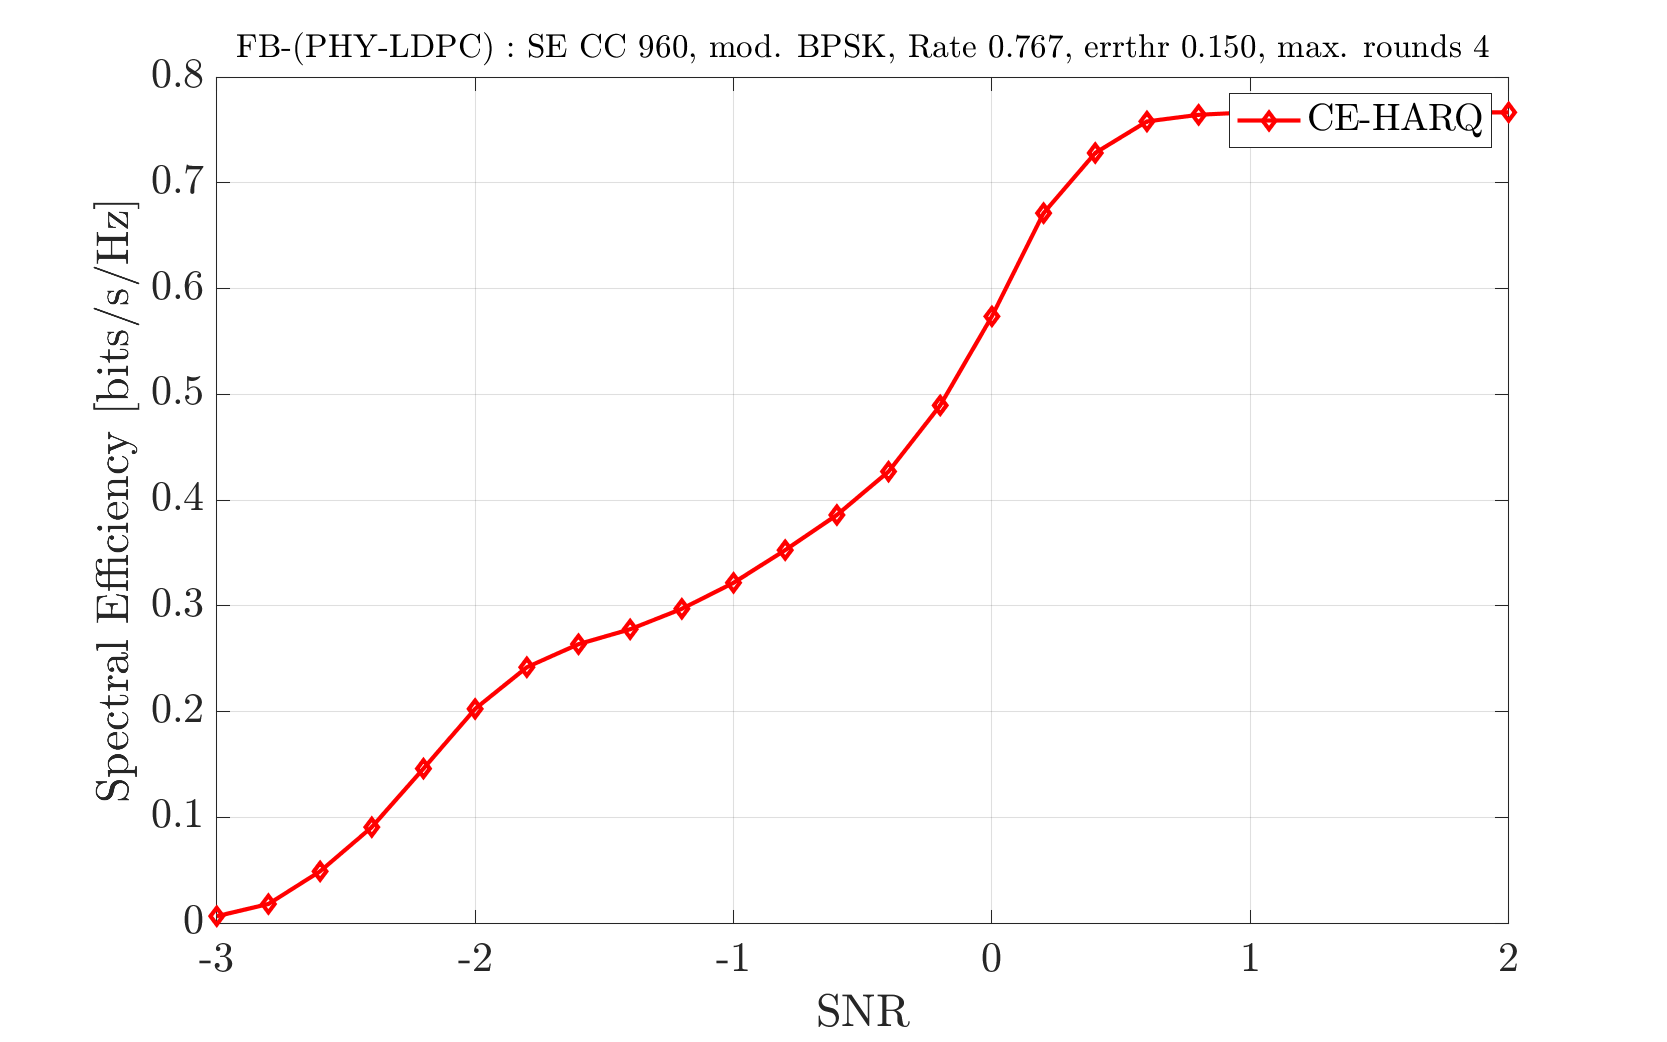 FB-(PHY-LDPC) : SE CC 960, mod. BPSK, Rate 0.767, errthr 0.150, max. rounds 4
CE-HARQ
Spectral Efficiency [bits/s/Hz]
0.8
0.7
0.6
0.5
0.4
0.3
0.2
0.1
0
-3 -2 -1 0 1 2
SNR